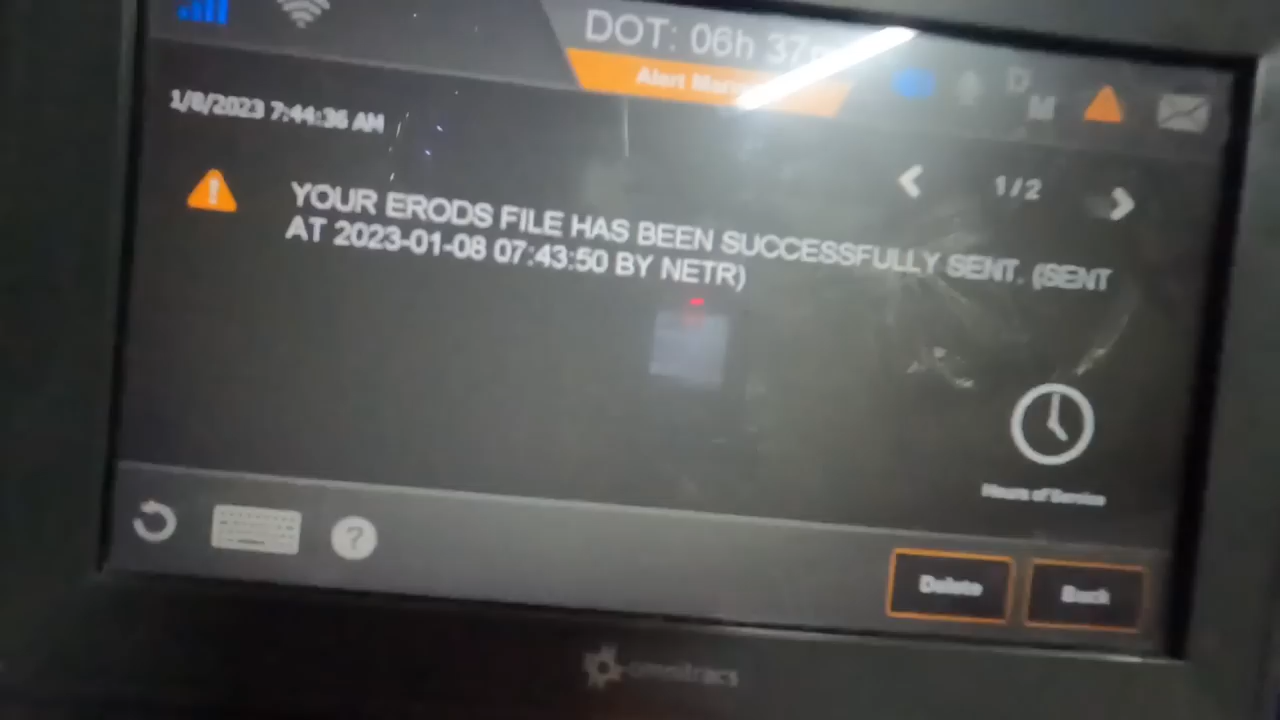 DOT: 06h 37
Alert
1/8/2023 7:44:36 AM
1/2
YOUR ERODS FILE HAS BEEN SUCCESSFULLY SENT. (SENT
AT 2023-01-08 07:43:50 BY NETR)
Hours of Service
?
Delete
Back
omnitracs